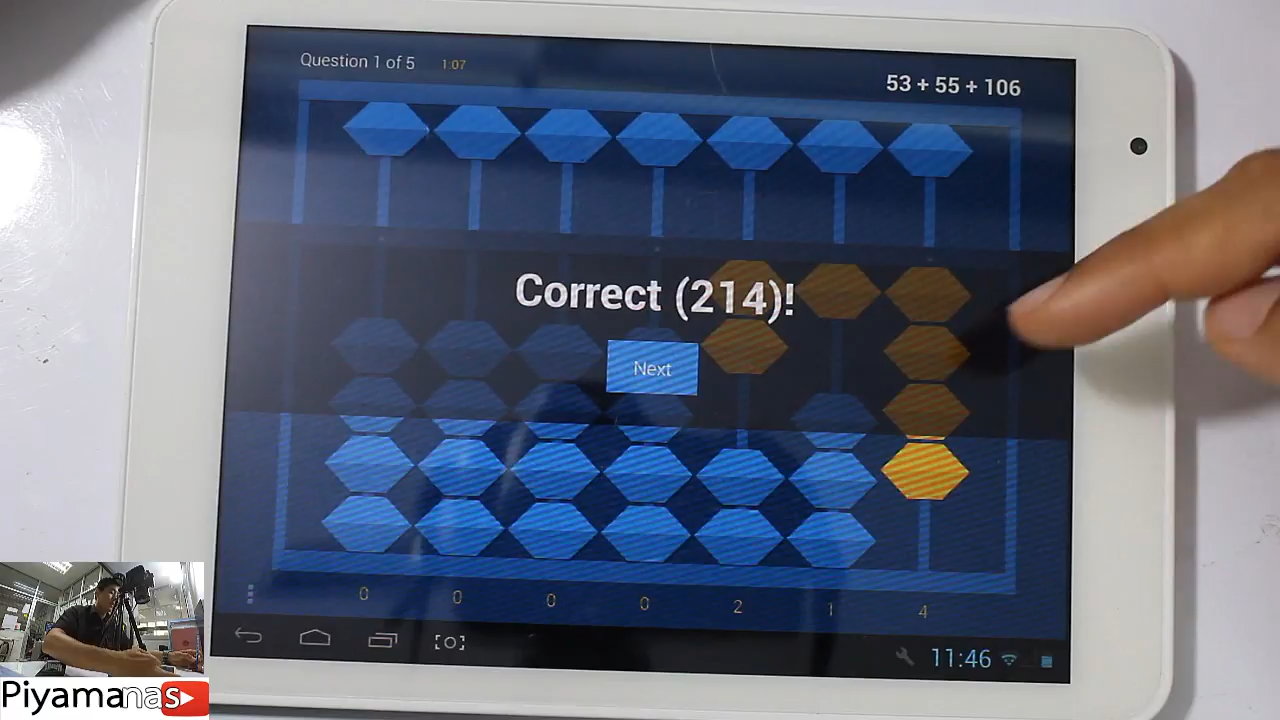 Question 1 of 5 1:07
53 + 55 + 106
Correct (214)!
Next
0 0 0 0 2 1 4
11:46
Piyamanas